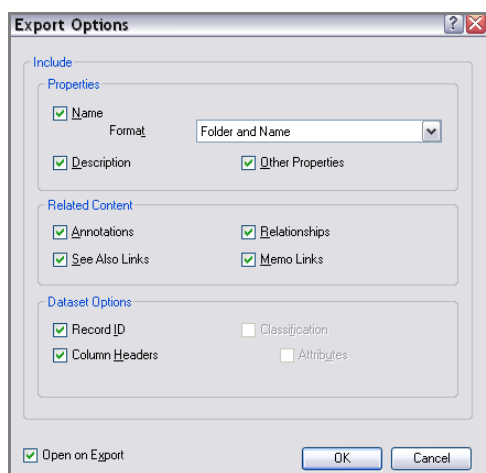 Export Options
Include
Properties
Name
Format Folder and Name
Description Other Properties
Related Content
Annotations Relationships
See Also Links Memo Links
Dataset Options
Record ID Classification
Column Headers Attributes
Open on Export OK Cancel